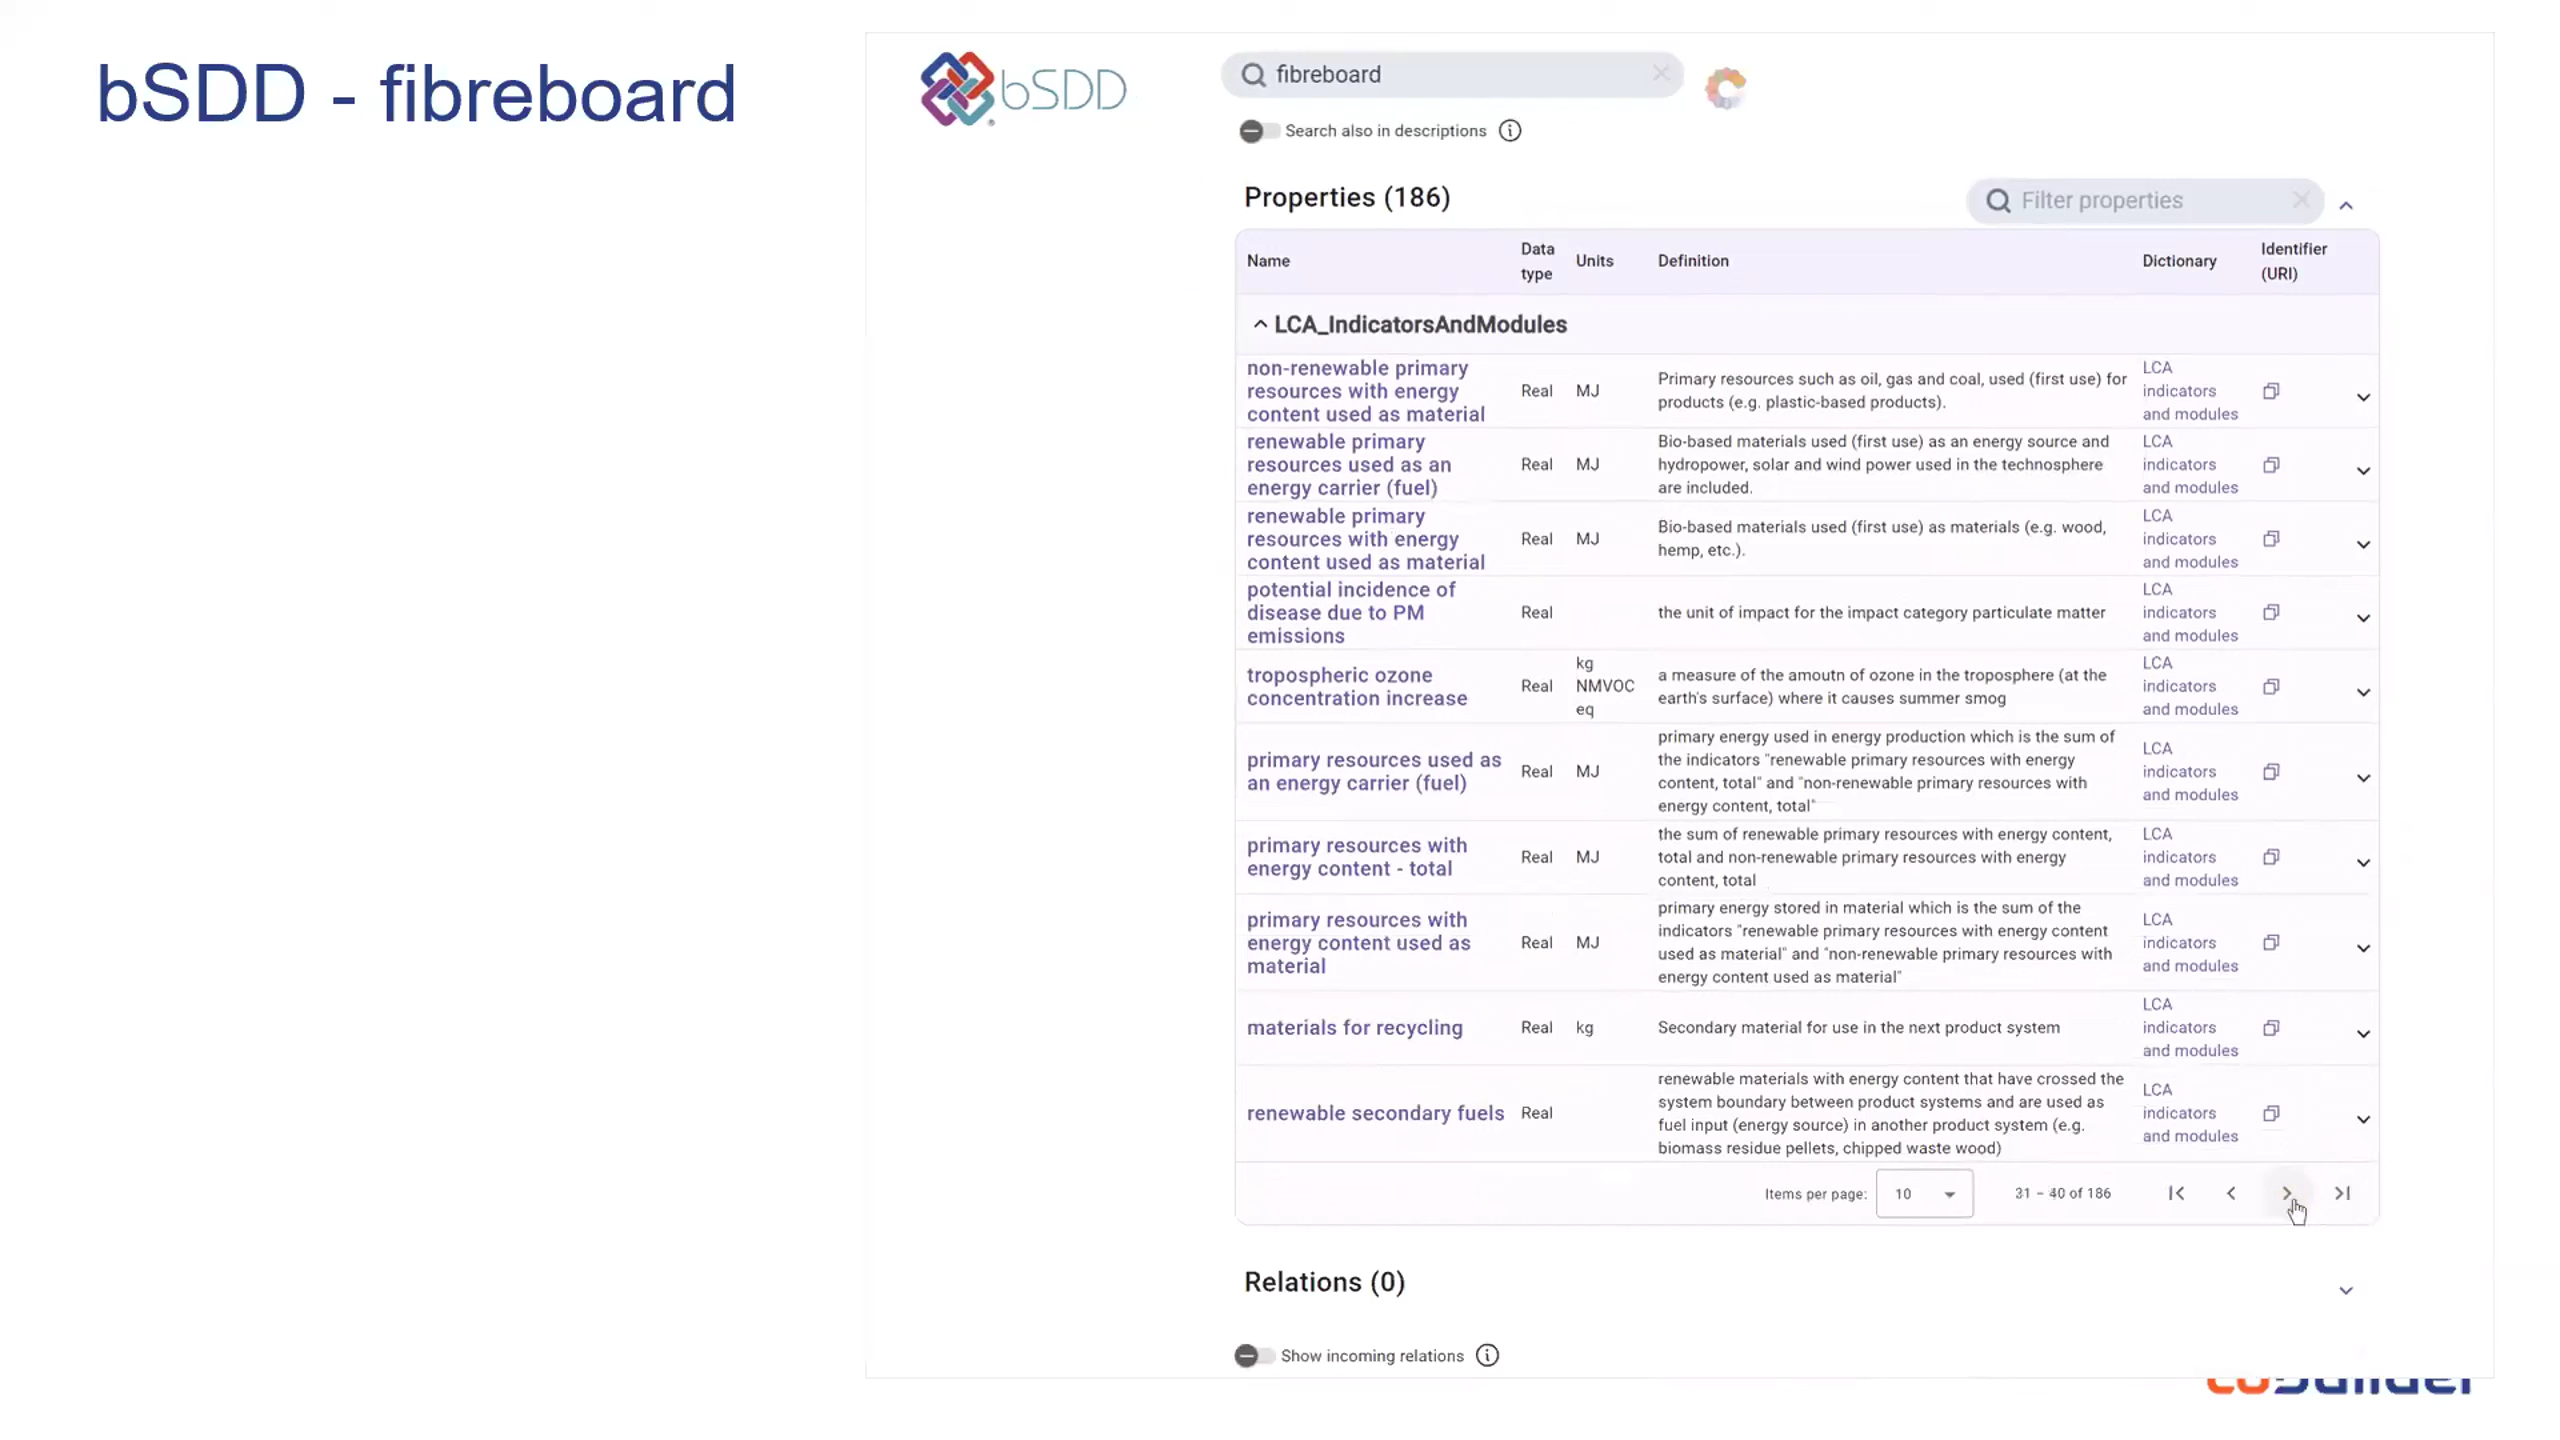 bSDD - fibreboard
bSDD
fibreboard
Search also in descriptions
Properties (186)
Filter properties
Name
Data type
Units
Definition
Dictionary
Identifier (URI)
LCA_IndicatorsAndModules
non-renewable primary
resources with energy
content used as material
Real
MJ
Primary resources such as oil, gas and coal, used (first use) for
products (e.g. plastic-based products).
LCA
indicators
and modules
renewable primary
resources used as an
energy carrier (fuel)
Real
MJ
Bio-based materials used (first use) as an energy source and
hydropower, solar and wind power used in the technosphere
are included.
LCA
indicators
and modules
renewable primary
resources with energy
content used as material
Real
MJ
Bio-based materials used (first use) as materials (e.g. wood,
hemp, etc.).
LCA
indicators
and modules
potential incidence of
disease due to PM
emissions
Real
the unit of impact for the impact category particulate matter
LCA
indicators
and modules
tropospheric ozone
concentration increase
Real
kg
NMVOC
eq
a measure of the amoutn of ozone in the troposphere (at the
earth's surface) where it causes summer smog
LCA
indicators
and modules
primary resources used as
an energy carrier (fuel)
Real
MJ
primary energy used in energy production which is the sum of
the indicators "renewable primary resources with energy
content, total" and "non-renewable primary resources with
energy content, total"
LCA
indicators
and modules
primary resources with
energy content - total
Real
MJ
the sum of renewable primary resources with energy content,
total and non-renewable primary resources with energy
content, total
LCA
indicators
and modules
primary resources with
energy content used as
material
Real
MJ
primary energy stored in material which is the sum of the
indicators "renewable primary resources with energy content
used as material" and "non-renewable primary resources with
energy content used as material"
LCA
indicators
and modules
materials for recycling
Real
kg
Secondary material for use in the next product system
LCA
indicators
and modules
renewable secondary fuels
Real
renewable materials with energy content that have crossed the
system boundary between product systems and are used as
fuel input (energy source) in another product system (e.g.
biomass residue pellets, chipped waste wood)
LCA
indicators
and modules
Items per page:
10
31 – 40 of 186
Relations (0)
Show incoming relations